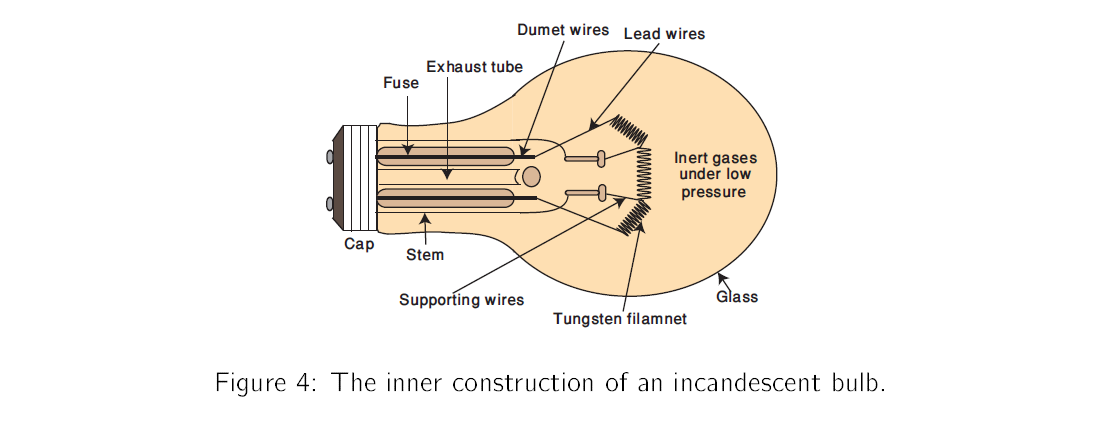 Dumet wires
Lead wires
Exhaust tube
Fuse
Inert gases
under low
pressure
Cap
Stem
Supporting wires
Glass
Tungsten filamnet
Figure 4: The inner construction of an incandescent bulb.